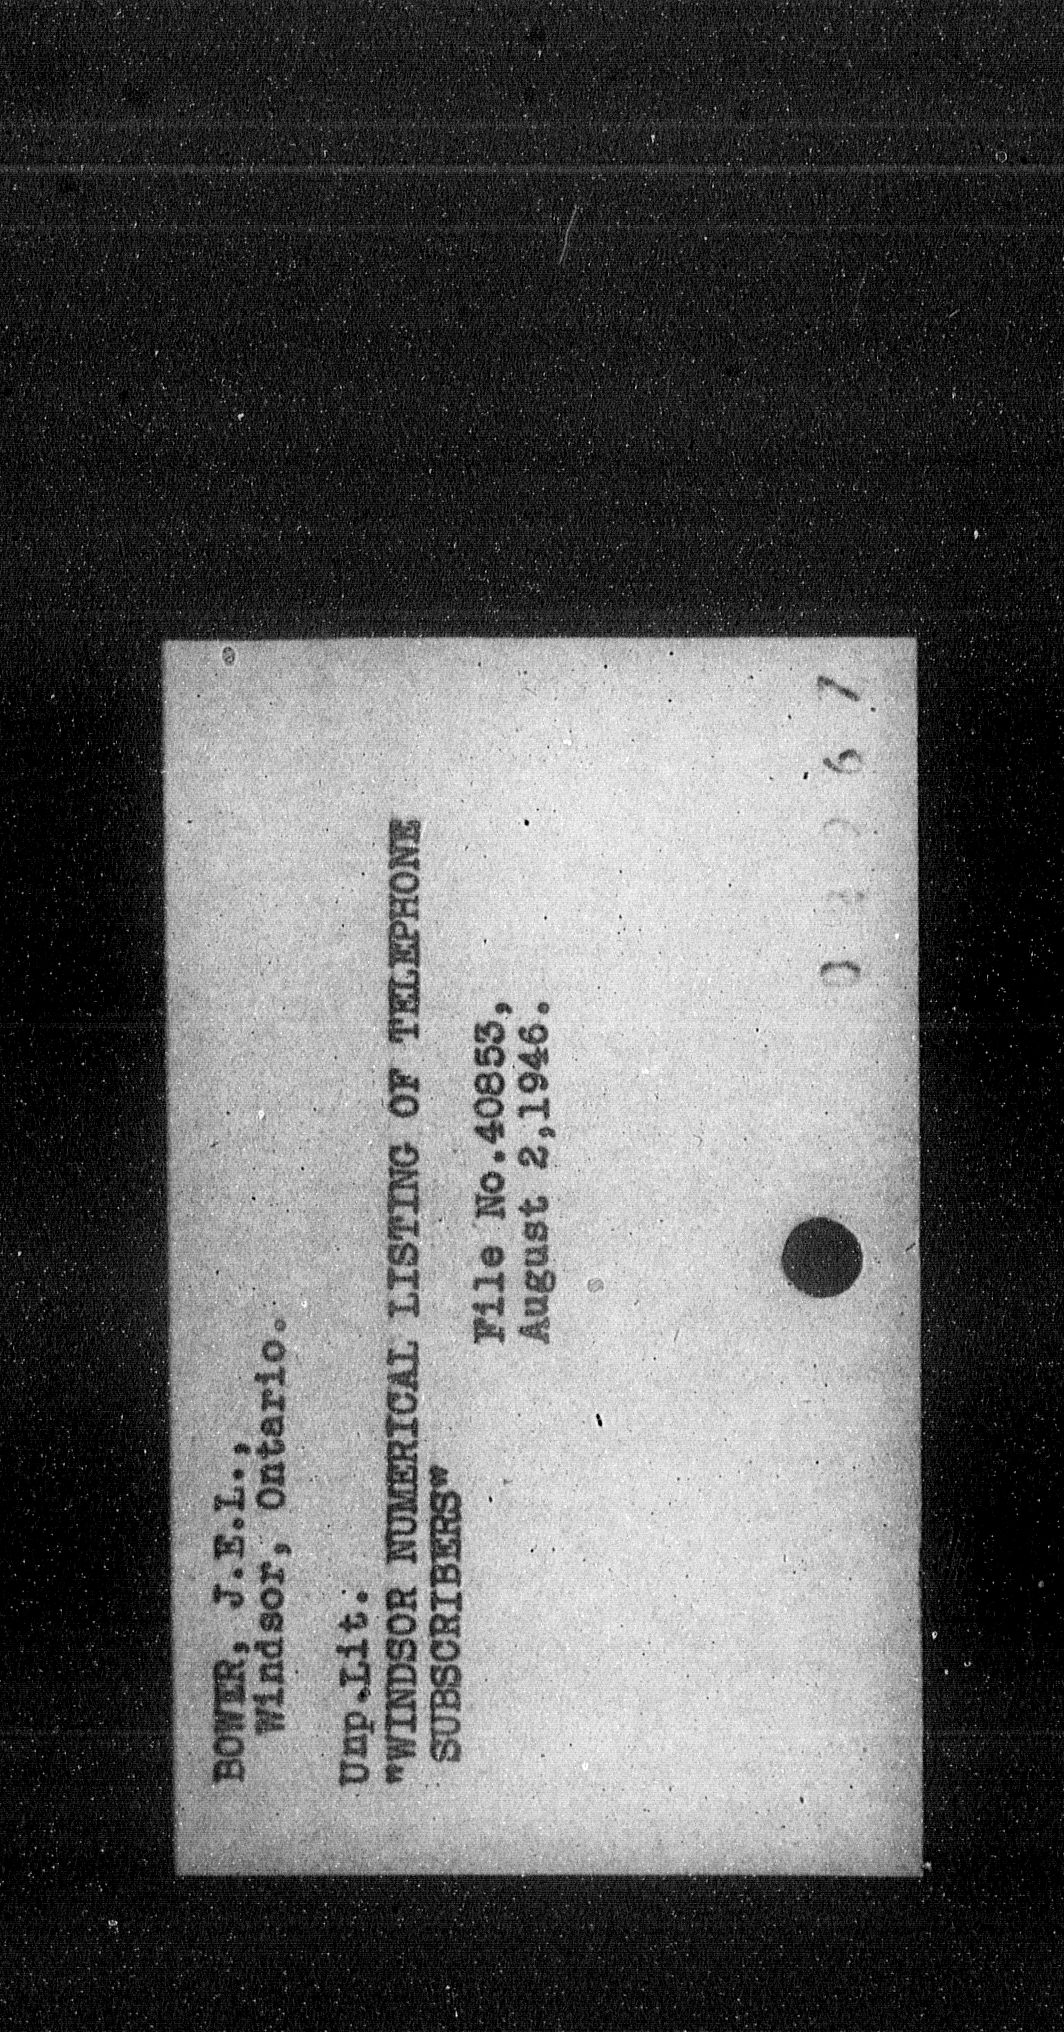 BOWER, J.E.L.,
Windsor, Ontario.
Unp.Lit.
"WINDSOR NUMERICAL LISTING OF TELEPHONE
SUBSCRIBERS"
File No.40853,
August 2,1946.